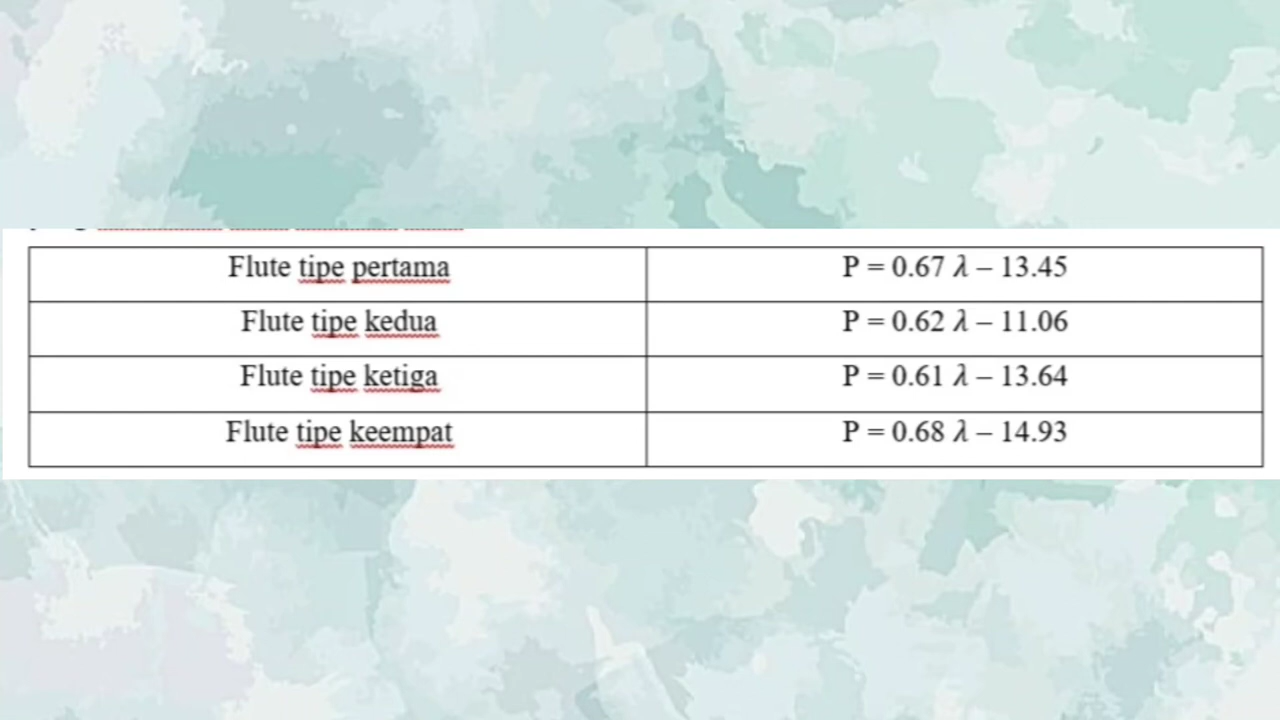 Flute tipe pertama P = 0.67 λ – 13.45
Flute tipe kedua P = 0.62 λ – 11.06
Flute tipe ketiga P = 0.61 λ – 13.64
Flute tipe keempat P = 0.68 λ – 14.93